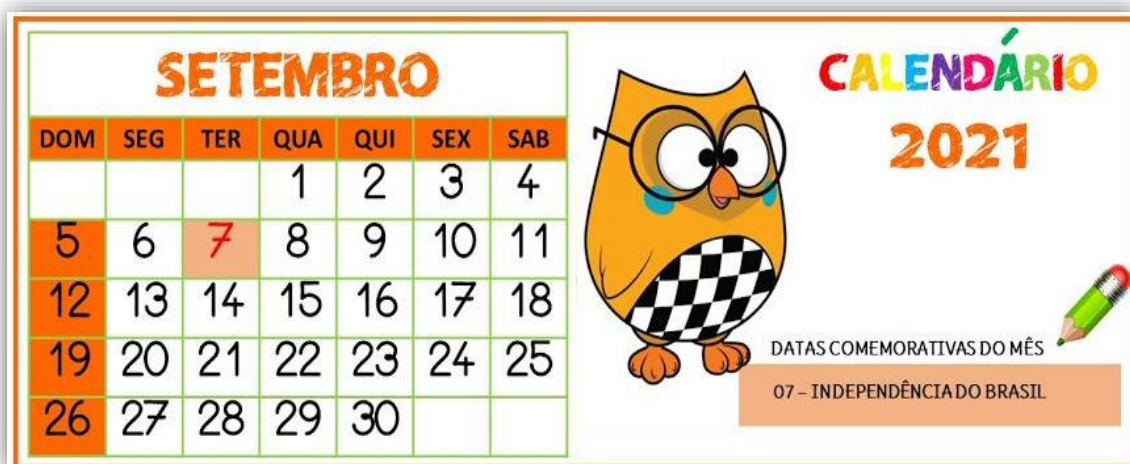 SETEMBRO
DOM SEG TER QUA QUI SEX SAB
1 2 3 4
5 6 7 8 9 10 11
12 13 14 15 16 17 18
19 20 21 22 23 24 25
26 27 28 29 30
CALENDÁRIO
2021
DATAS COMEMORATIVAS DO MÊS
07 – INDEPENDÊNCIA DO BRASIL